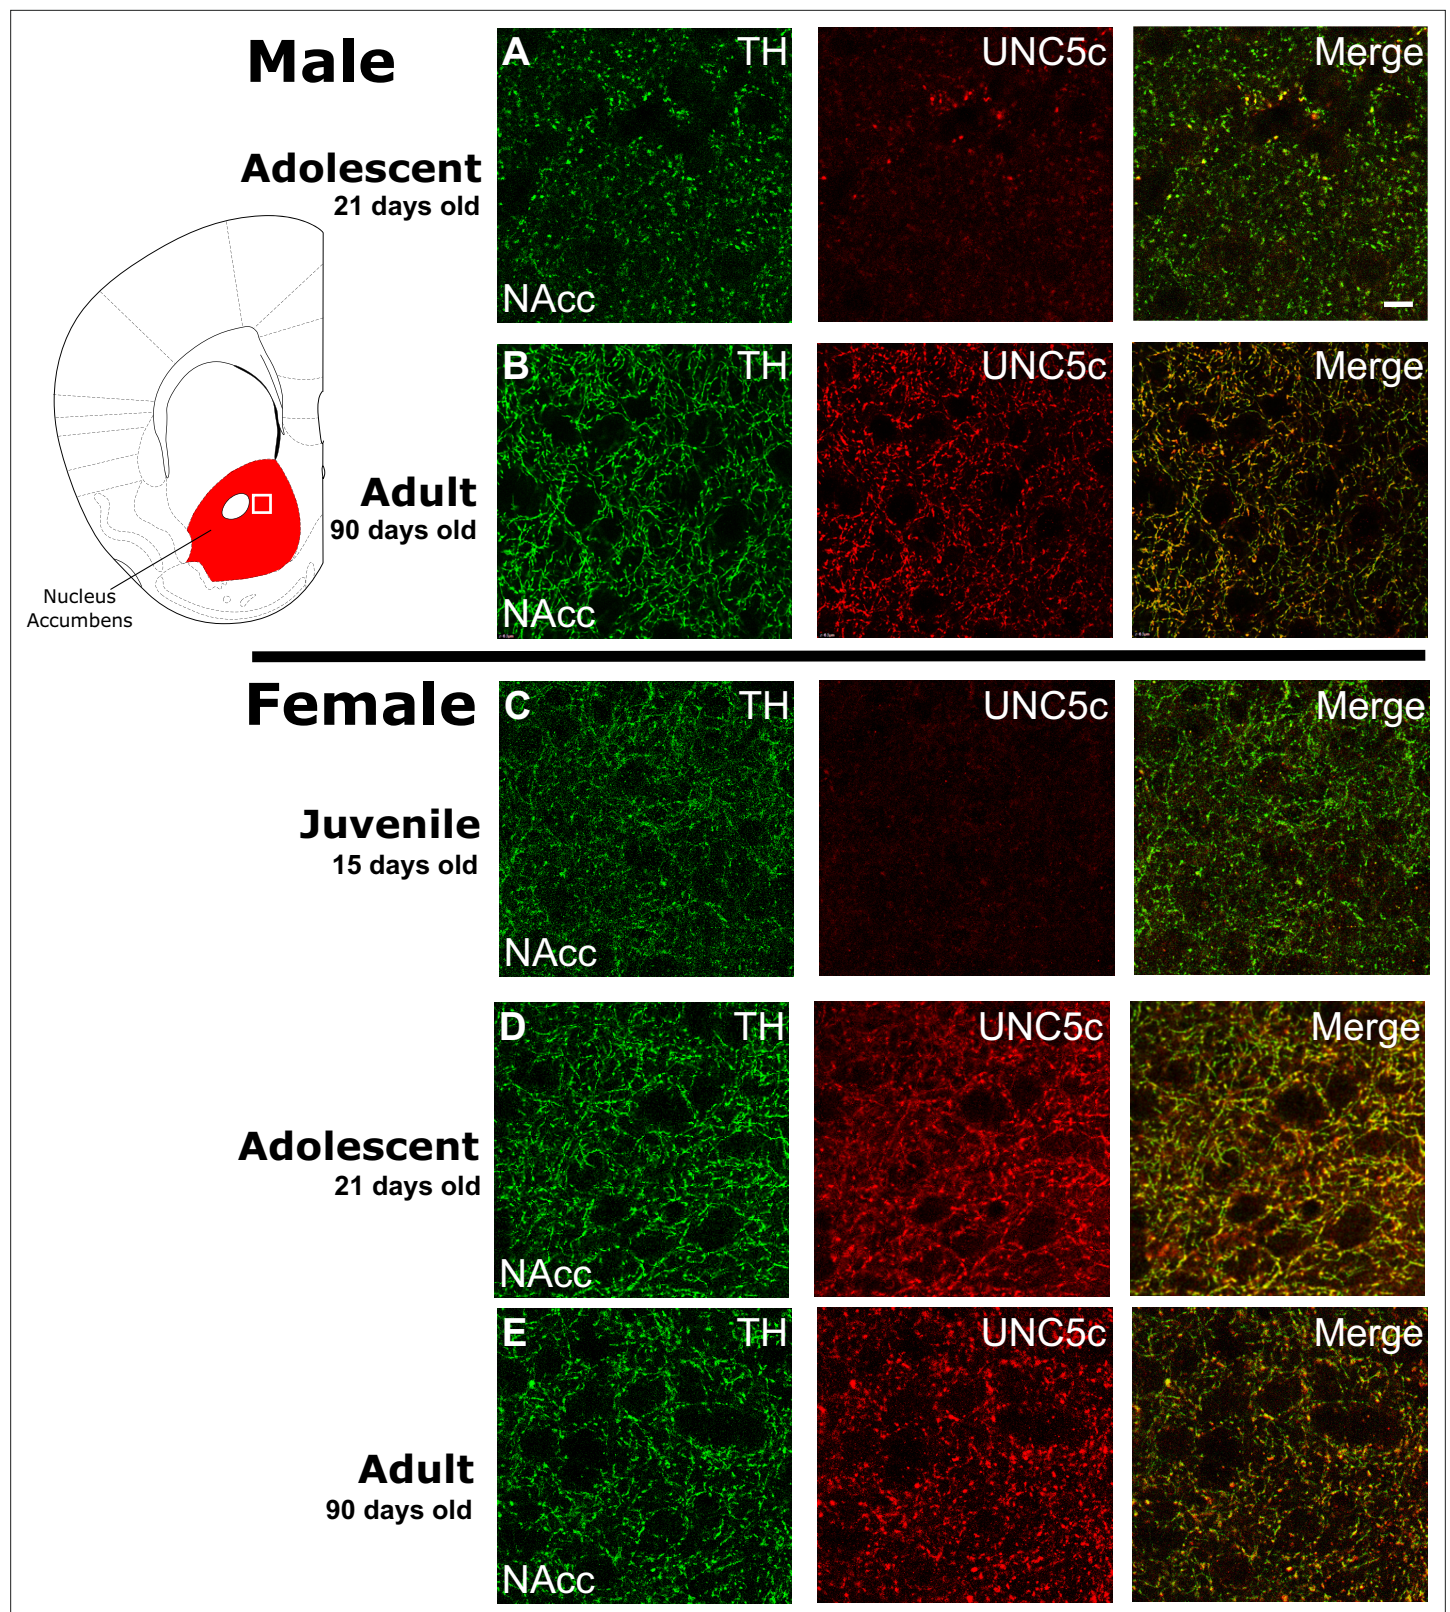 Male
A TH UNC5c Merge
Adolescent
21 days old
NAcc
B TH UNC5c Merge
Adult
90 days old
Nucleus
Accumbens
NAcc
Female
C TH UNC5c Merge
Juvenile
15 days old
NAcc
D TH UNC5c Merge
Adolescent
21 days old
NAcc
E TH UNC5c Merge
Adult
90 days old
NAcc